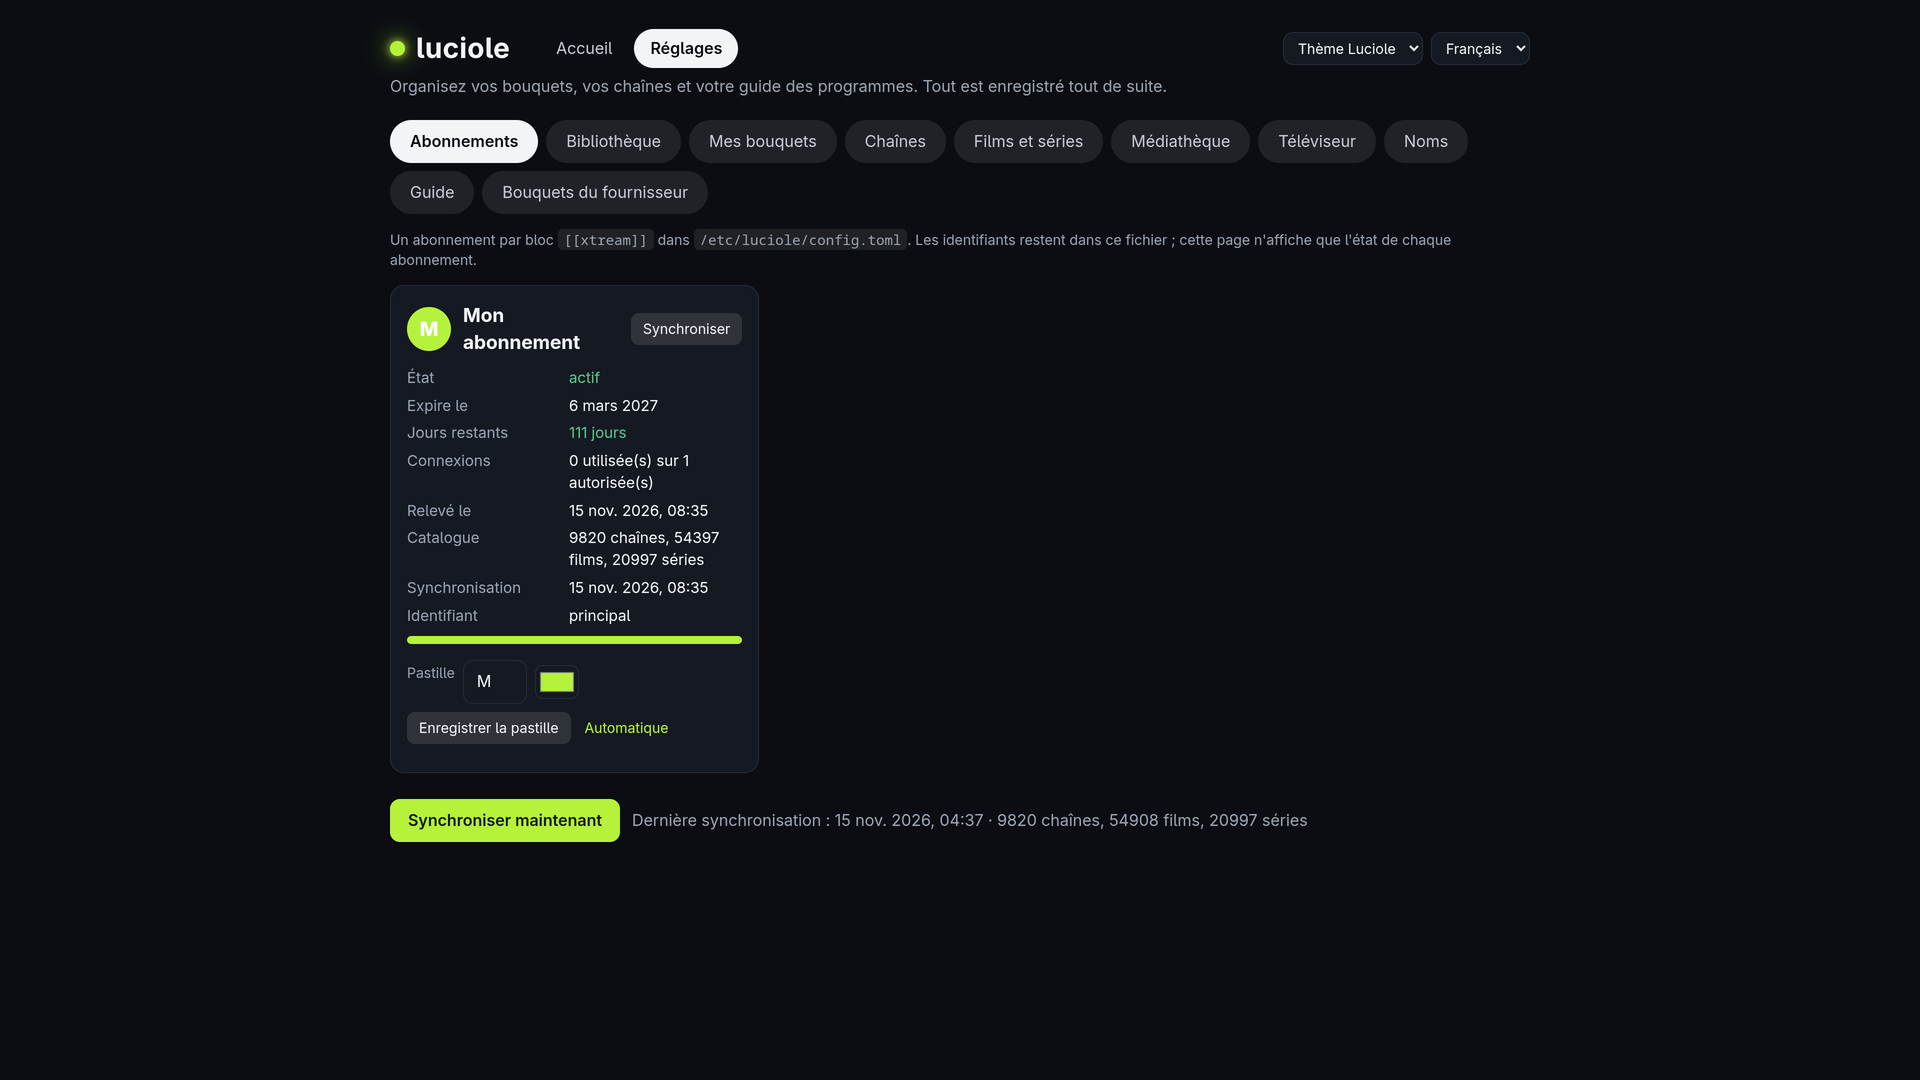 luciole
Accueil
Réglages
Thème Luciole
Français
Organisez vos bouquets, vos chaînes et votre guide des programmes. Tout est enregistré tout de suite.
Abonnements
Bibliothèque
Mes bouquets
Chaînes
Films et séries
Médiathèque
Téléviseur
Noms
Guide
Bouquets du fournisseur
Un abonnement par bloc [[xtream]] dans /etc/luciole/config.toml. Les identifiants restent dans ce fichier ; cette page n'affiche que l'état de chaque
abonnement.
M
Mon
abonnement
Synchroniser
État
actif
Expire le
6 mars 2027
Jours restants
111 jours
Connexions
0 utilisée(s) sur 1
autorisée(s)
Relevé le
15 nov. 2026, 08:35
Catalogue
9820 chaînes, 54397
films, 20997 séries
Synchronisation
15 nov. 2026, 08:35
Identifiant
principal
Pastille
M
Enregistrer la pastille
Automatique
Synchroniser maintenant
Dernière synchronisation : 15 nov. 2026, 04:37 · 9820 chaînes, 54908 films, 20997 séries